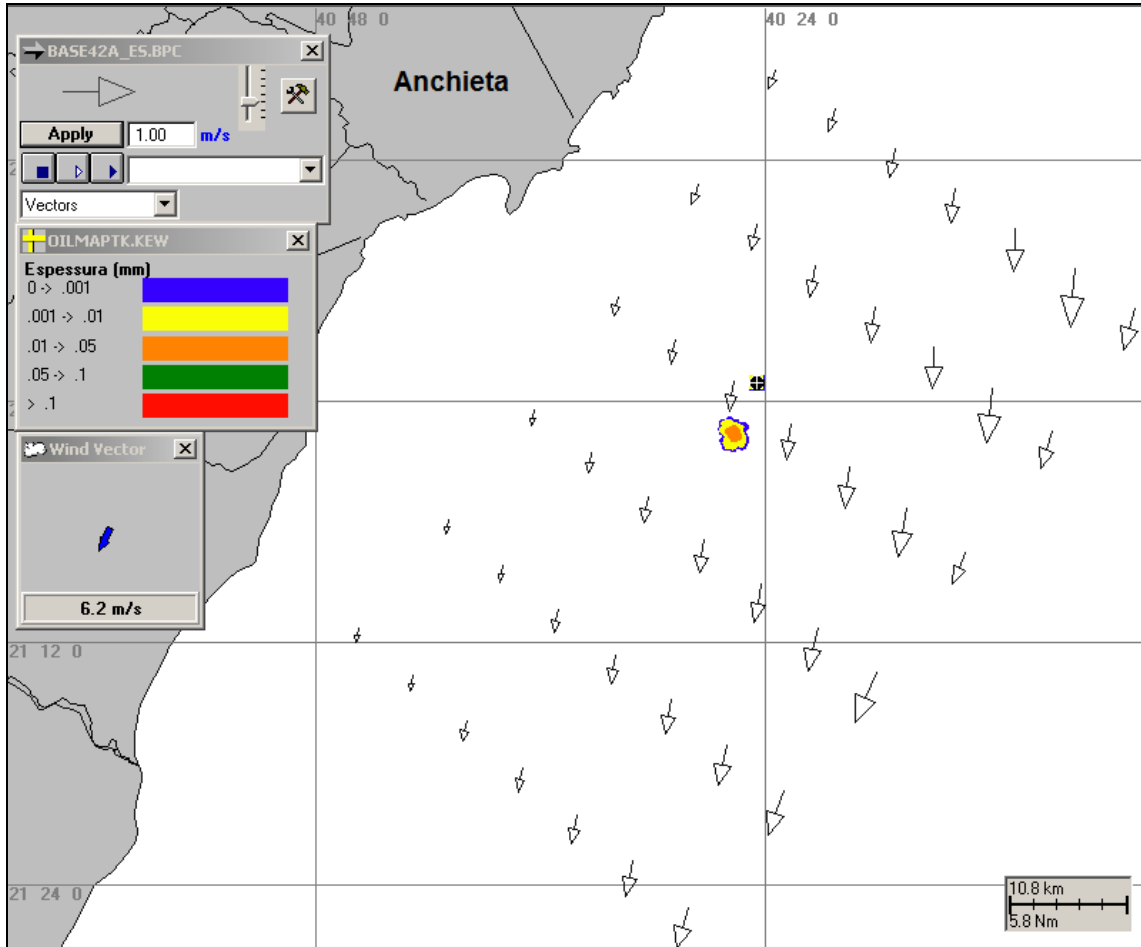 40 48 0
40 24 0
BASE42A_ES.BPC
Anchieta
Apply
1.00
m/s
Vectors
OILMAPTK.KEW
Espessura (mm)
0 -> .001
.001 -> .01
.01 -> .05
.05 -> .1
> .1
Wind Vector
6.2 m/s
21 12 0
21 24 0
10.8 km
5.8 Nm